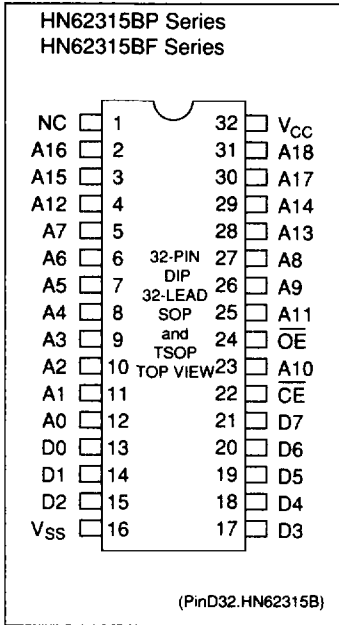 HN62315BP Series
HN62315BF Series
NC 1 32 VCC
A16 2 31 A18
A15 3 30 A17
A12 4 29 A14
A7 5 28 A13
A6 6 32-PIN 27 A8
A5 7 DIP 26 A9
A4 8 32-LEAD SOP 25 A11
A3 9 and 24 OE
A2 10 TSOP 23 A10
A1 11 TOP VIEW 22 CE
A0 12 21 D7
D0 13 20 D6
D1 14 19 D5
D2 15 18 D4
VSS 16 17 D3
(PinD32.HN62315B)